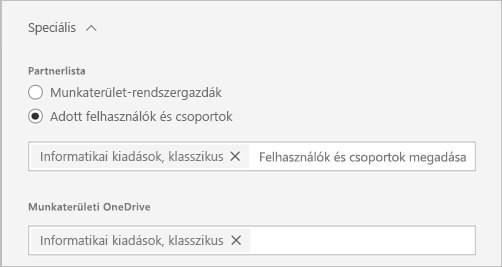 Speciális
Partnerlista
Munkaterület-rendszergazdák
Adott felhasználók és csoportok
Informatikai kiadások, klasszikus Felhasználók és csoportok megadása
Munkaterületi OneDrive
Informatikai kiadások, klasszikus